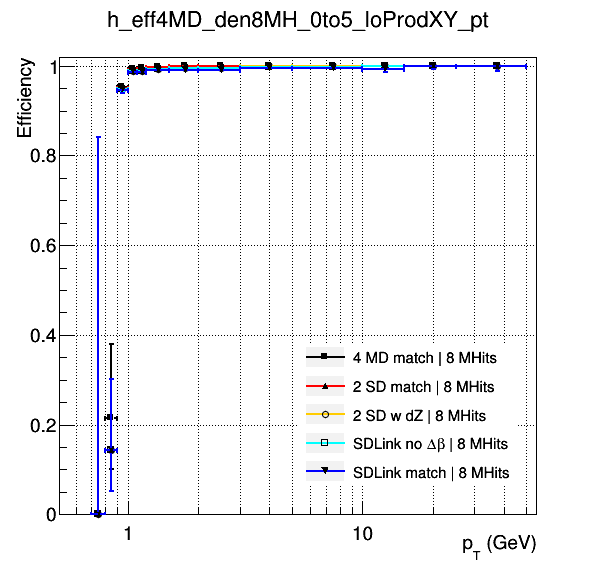 h_eff4MD_den8MH_0to5_loProdXY_pt
Efficiency
1
0.8
0.6
0.4
0.2
0
4 MD match | 8 MHits
2 SD match | 8 MHits
2 SD w dZ | 8 MHits
SDLink no Δβ | 8 MHits
SDLink match | 8 MHits
1 10
p_T (GeV)